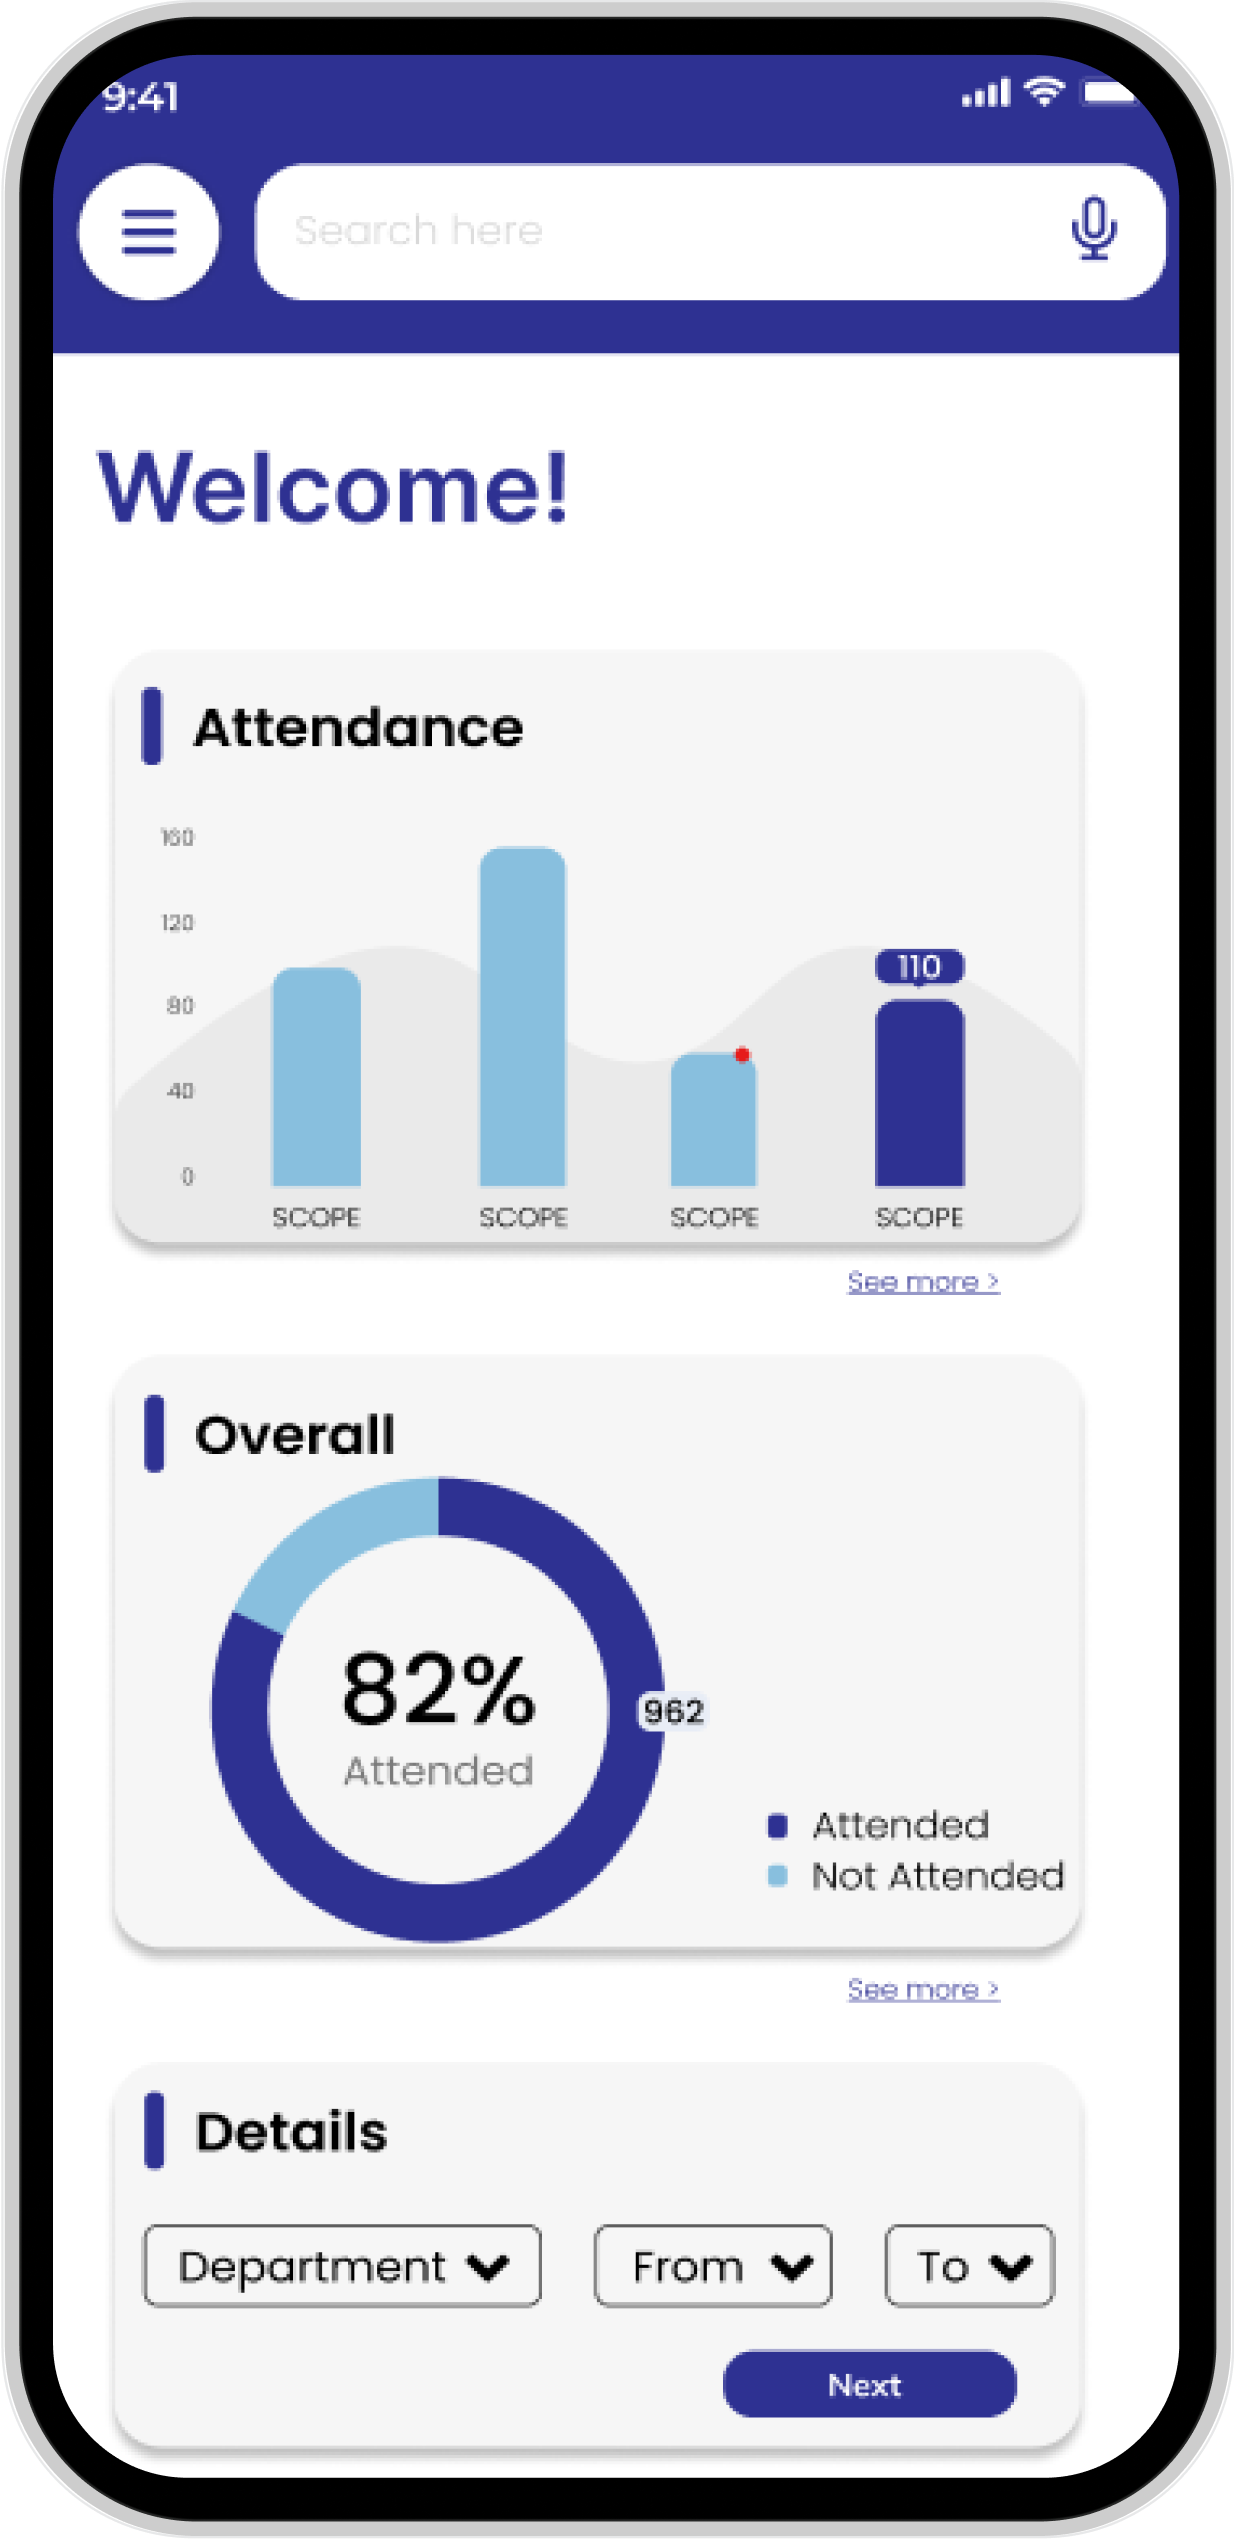 9:41
Search here
Welcome!
Attendance
160
120
80
40
0
110
SCOPE SCOPE SCOPE SCOPE
See more >
Overall
82%
Attended
962
Attended
Not Attended
See more >
Details
Department From To
Next